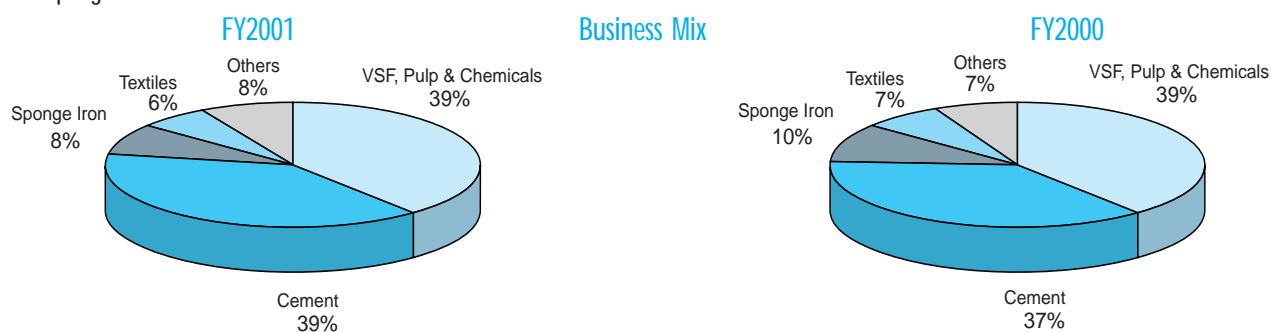 FY2001
Business Mix
FY2000
Others
8%
VSF, Pulp & Chemicals
39%
Textiles
6%
Sponge Iron
8%
Cement
39%
Others
7%
VSF, Pulp & Chemicals
39%
Textiles
7%
Sponge Iron
10%
Cement
37%